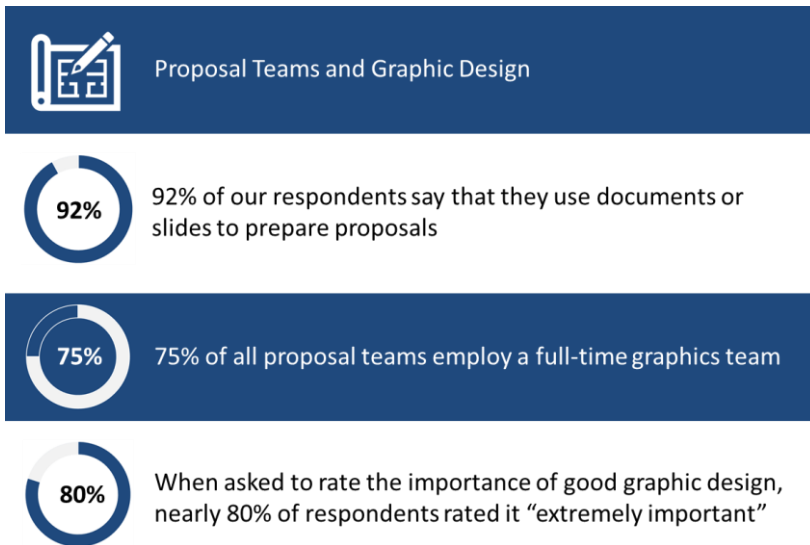 Proposal Teams and Graphic Design
92%
92% of our respondents say that they use documents or
slides to prepare proposals
75%
75% of all proposal teams employ a full-time graphics team
80%
When asked to rate the importance of good graphic design,
nearly 80% of respondents rated it “extremely important”